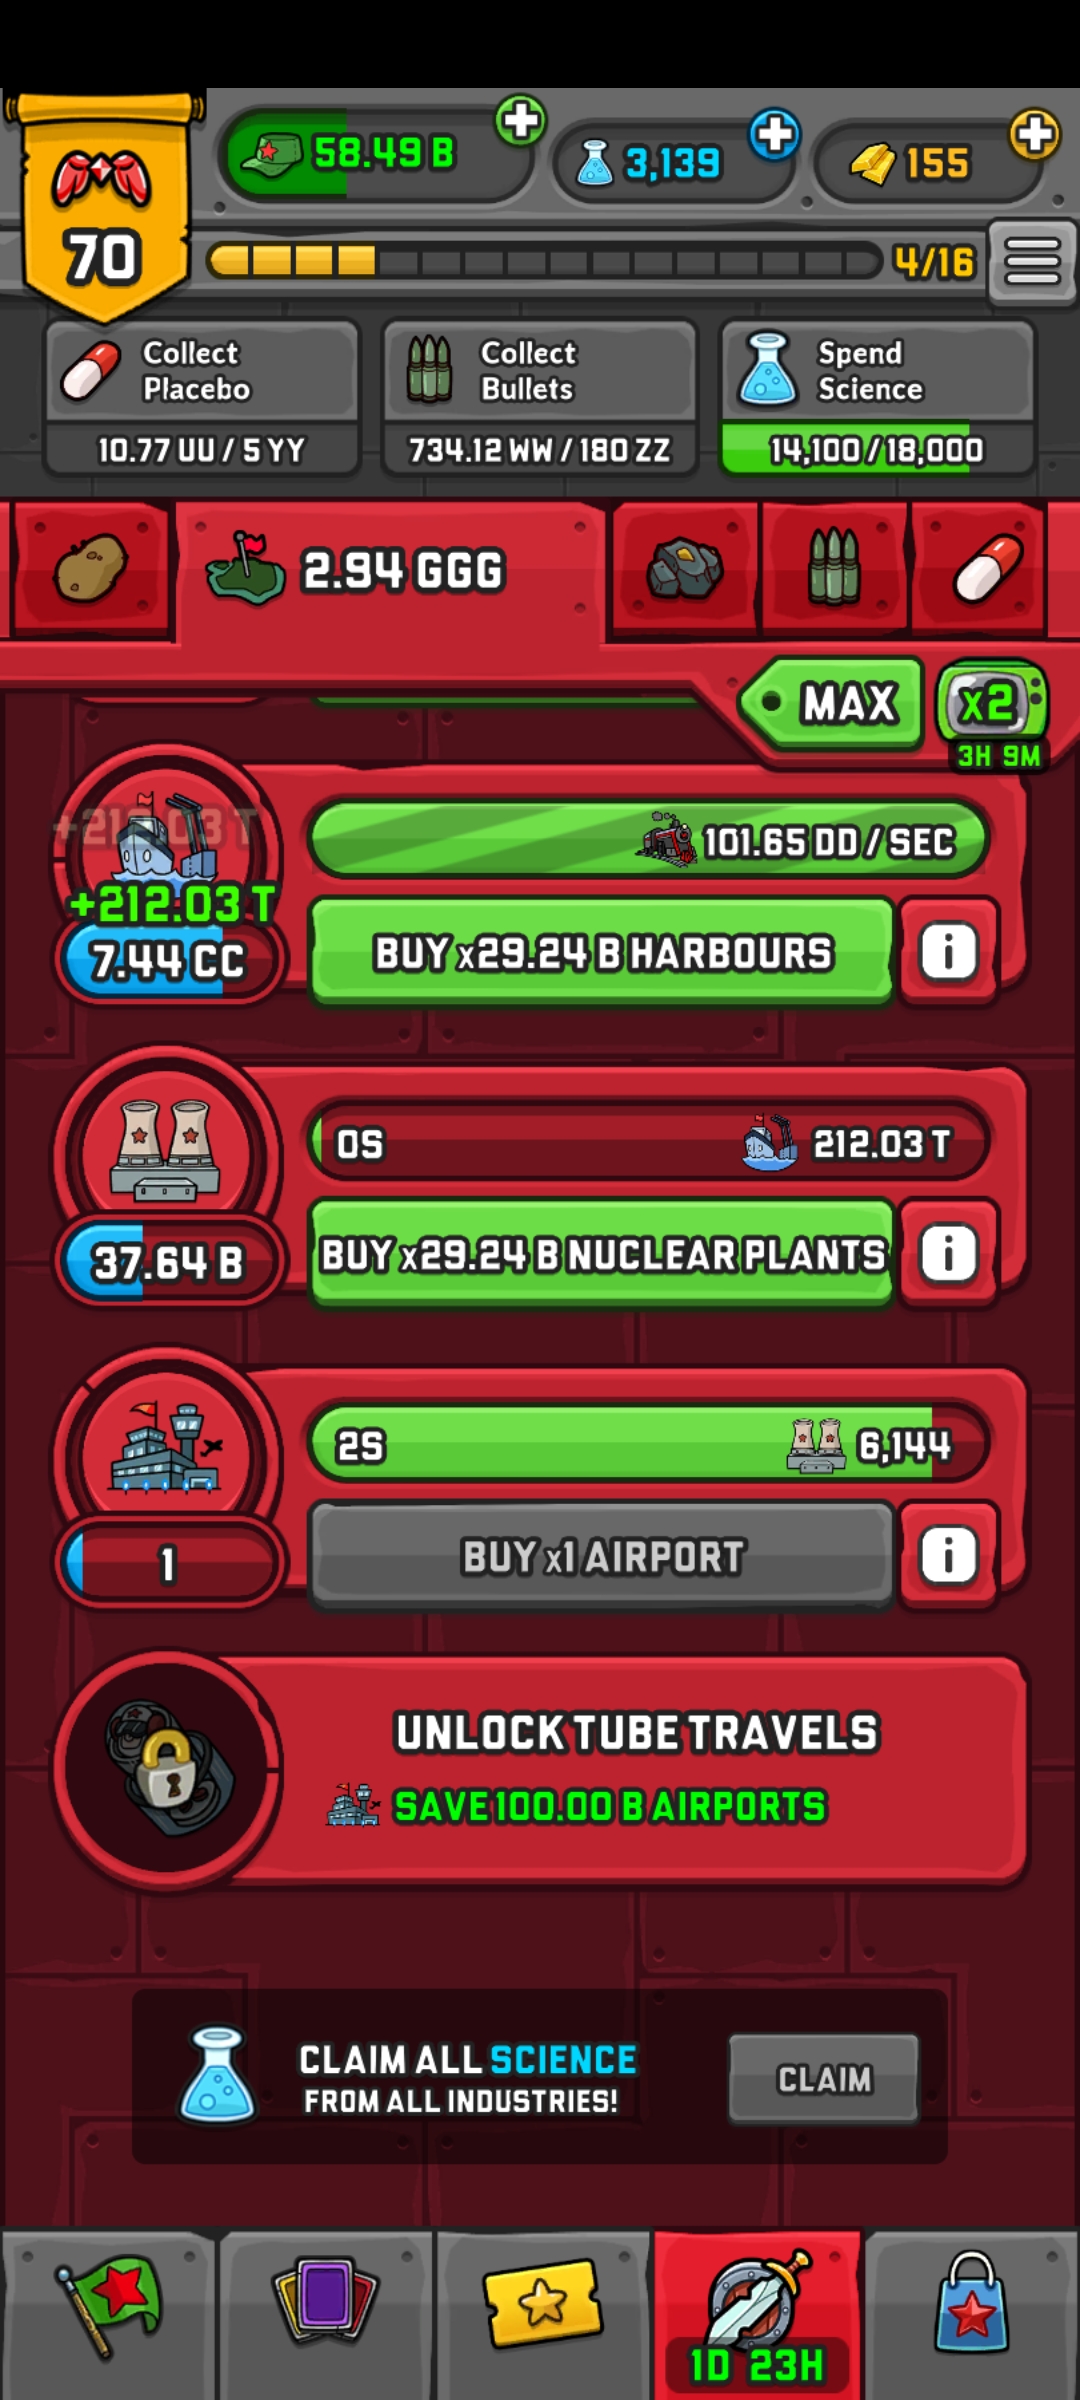 58.49 B
3,139
155
70
4/16
Collect
Placebo
10.77 UU / 5 YY
Collect
Bullets
734.12 WW / 180 ZZ
Spend
Science
14,100 / 18,000
2.94 GGG
MAX
x2
3H 9M
+212.03 T
101.65 DD / SEC
+212.03 T
7.44 CC
BUY x29.24 B HARBOURS
i
0S
212.03 T
37.64 B
BUY x29.24 B NUCLEAR PLANTS
i
2S
6,144
1
BUY x1 AIRPORT
i
UNLOCK TUBE TRAVELS
SAVE 100.00 B AIRPORTS
CLAIM ALL SCIENCE
FROM ALL INDUSTRIES!
CLAIM
1D 23H